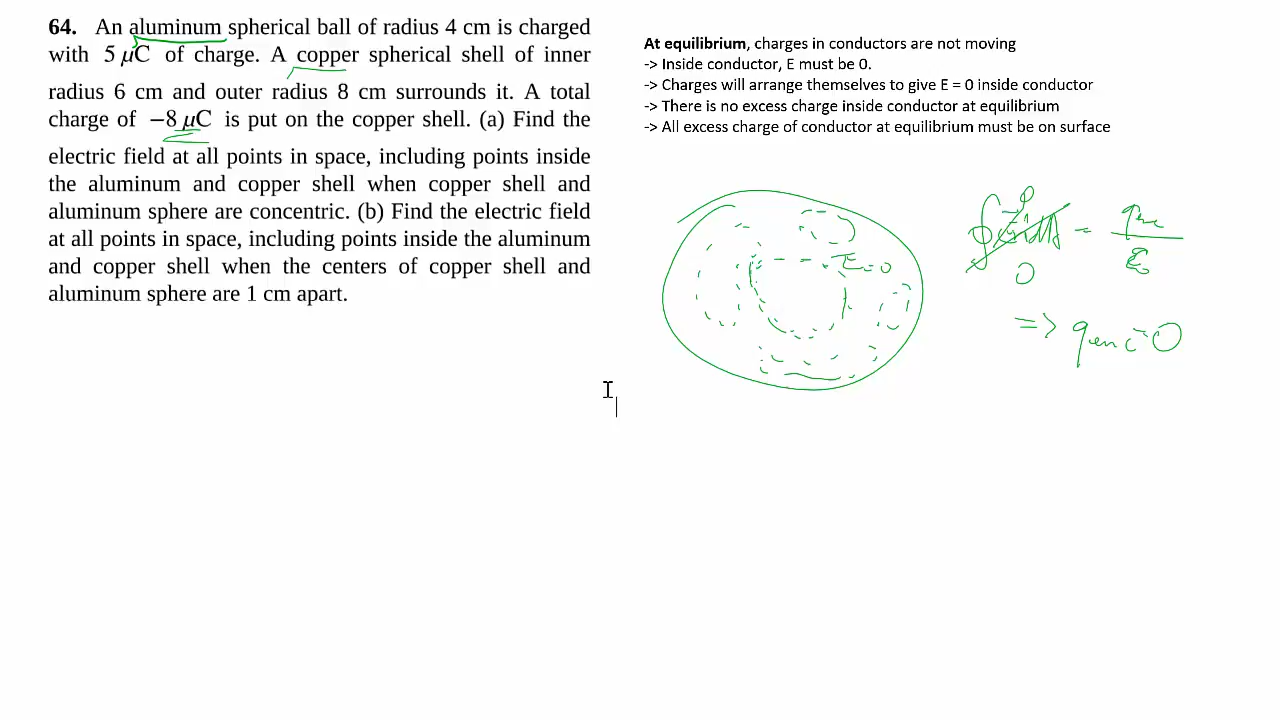 64. An aluminum spherical ball of radius 4 cm is charged
with 5 μC of charge. A copper spherical shell of inner
radius 6 cm and outer radius 8 cm surrounds it. A total
charge of −8 μC is put on the copper shell. (a) Find the
electric field at all points in space, including points inside
the aluminum and copper shell when copper shell and
aluminum sphere are concentric. (b) Find the electric field
at all points in space, including points inside the aluminum
and copper shell when the centers of copper shell and
aluminum sphere are 1 cm apart.
At equilibrium, charges in conductors are not moving
-> Inside conductor, E must be 0.
-> Charges will arrange themselves to give E = 0 inside conductor
-> There is no excess charge inside conductor at equilibrium
-> All excess charge of conductor at equilibrium must be on surface
E=0
= qenc / ε0
0
=> qenc = 0